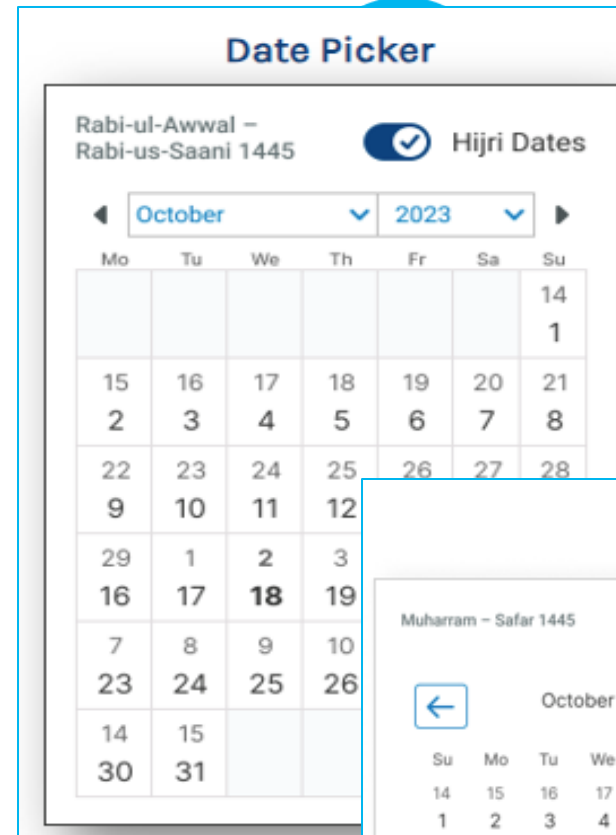 Date Picker
Rabi-ul-Awwal –
Rabi-us-Saani 1445
Hijri Dates
October 2023
Mo Tu We Th Fr Sa Su
14
1
15 16 17 18 19 20 21
2 3 4 5 6 7 8
22 23 24 25 26 27 28
9 10 11 12
29 1 2 3
16 17 18 19
7 8 9 10
23 24 25 26
14 15
30 31
Muharram – Safar 1445
October
Su Mo Tu We
14 15 16 17
1 2 3 4